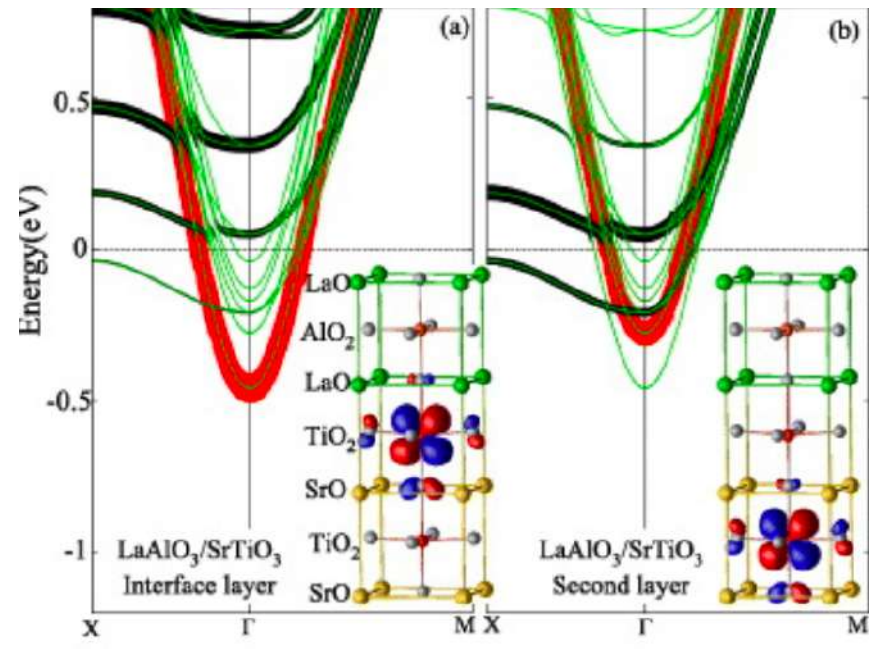 (a)
(b)
Energy(eV)
0.5
0
-0.5
-1
LaO
AlO2
LaO
TiO2
SrO
TiO2
SrO
LaAlO3/SrTiO3
Interface layer
LaAlO3/SrTiO3
Second layer
X
Γ
M
X
Γ
M